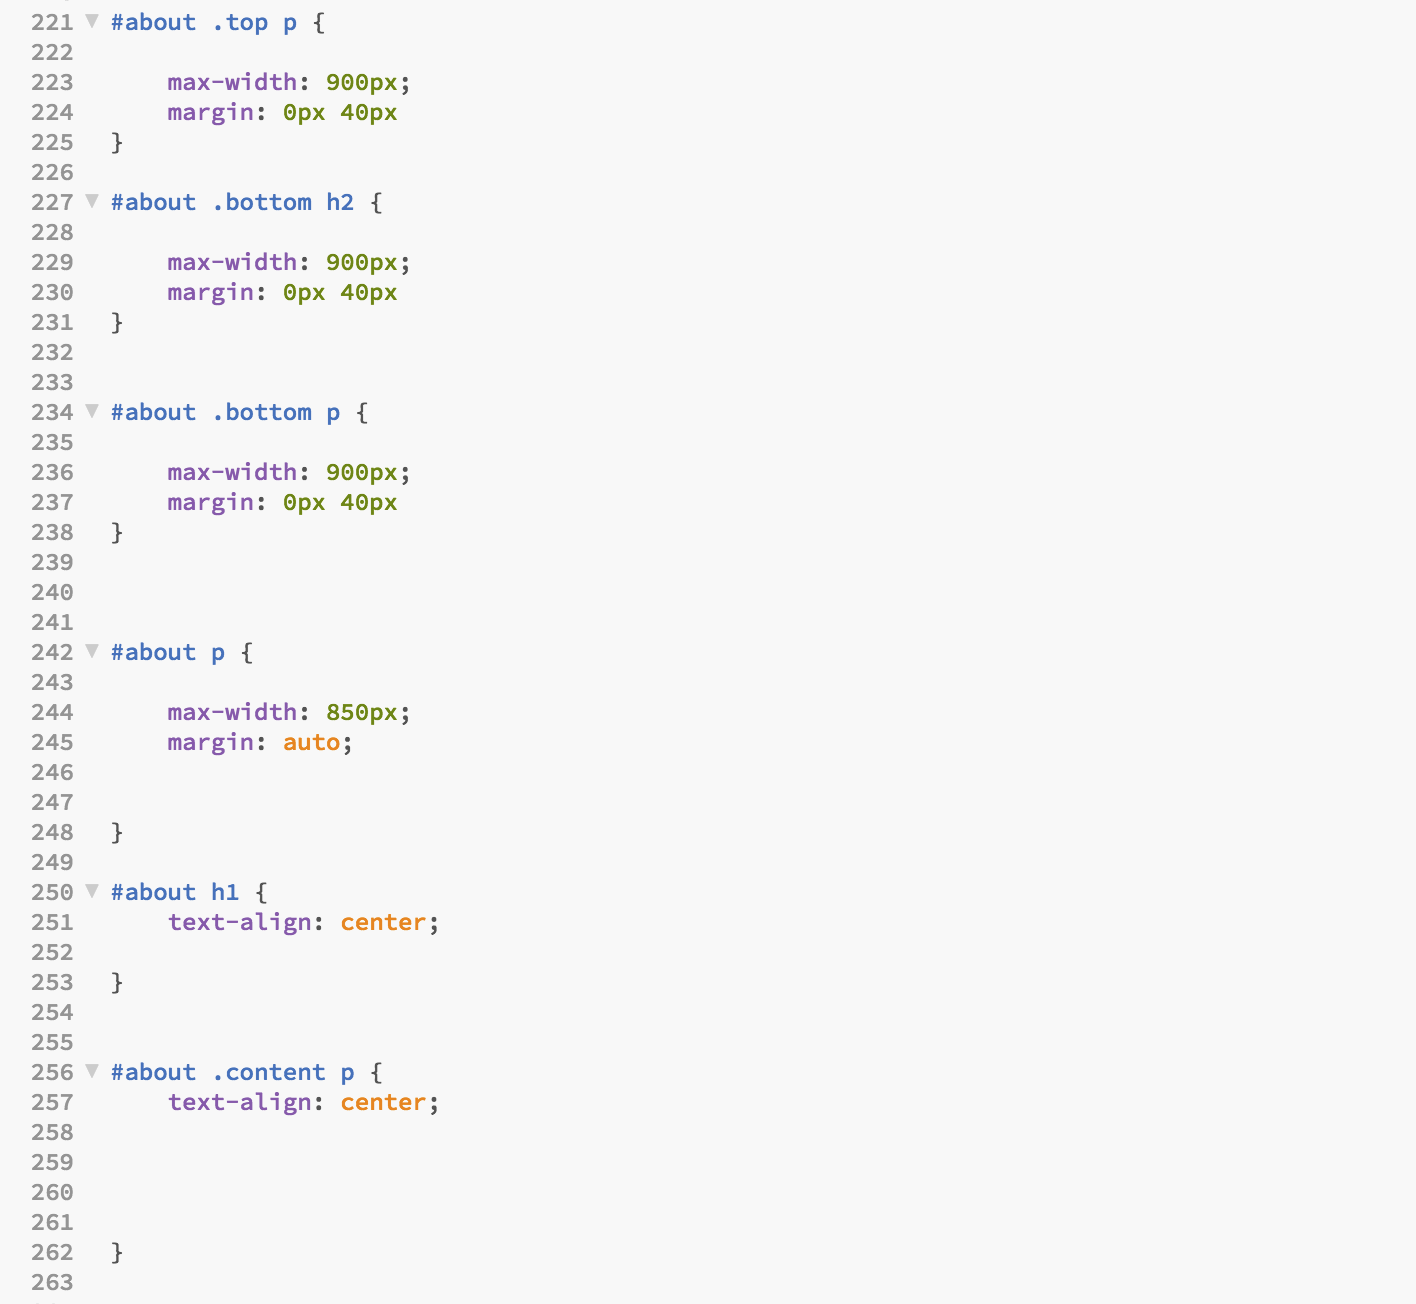 221 ▼ #about .top p {
222
223     max-width: 900px;
224     margin: 0px 40px
225 }
226
227 ▼ #about .bottom h2 {
228
229     max-width: 900px;
230     margin: 0px 40px
231 }
232
233
234 ▼ #about .bottom p {
235
236     max-width: 900px;
237     margin: 0px 40px
238 }
239
240
241
242 ▼ #about p {
243
244     max-width: 850px;
245     margin: auto;
246
247
248 }
249
250 ▼ #about h1 {
251     text-align: center;
252
253 }
254
255
256 ▼ #about .content p {
257     text-align: center;
258
259
260
261
262 }
263